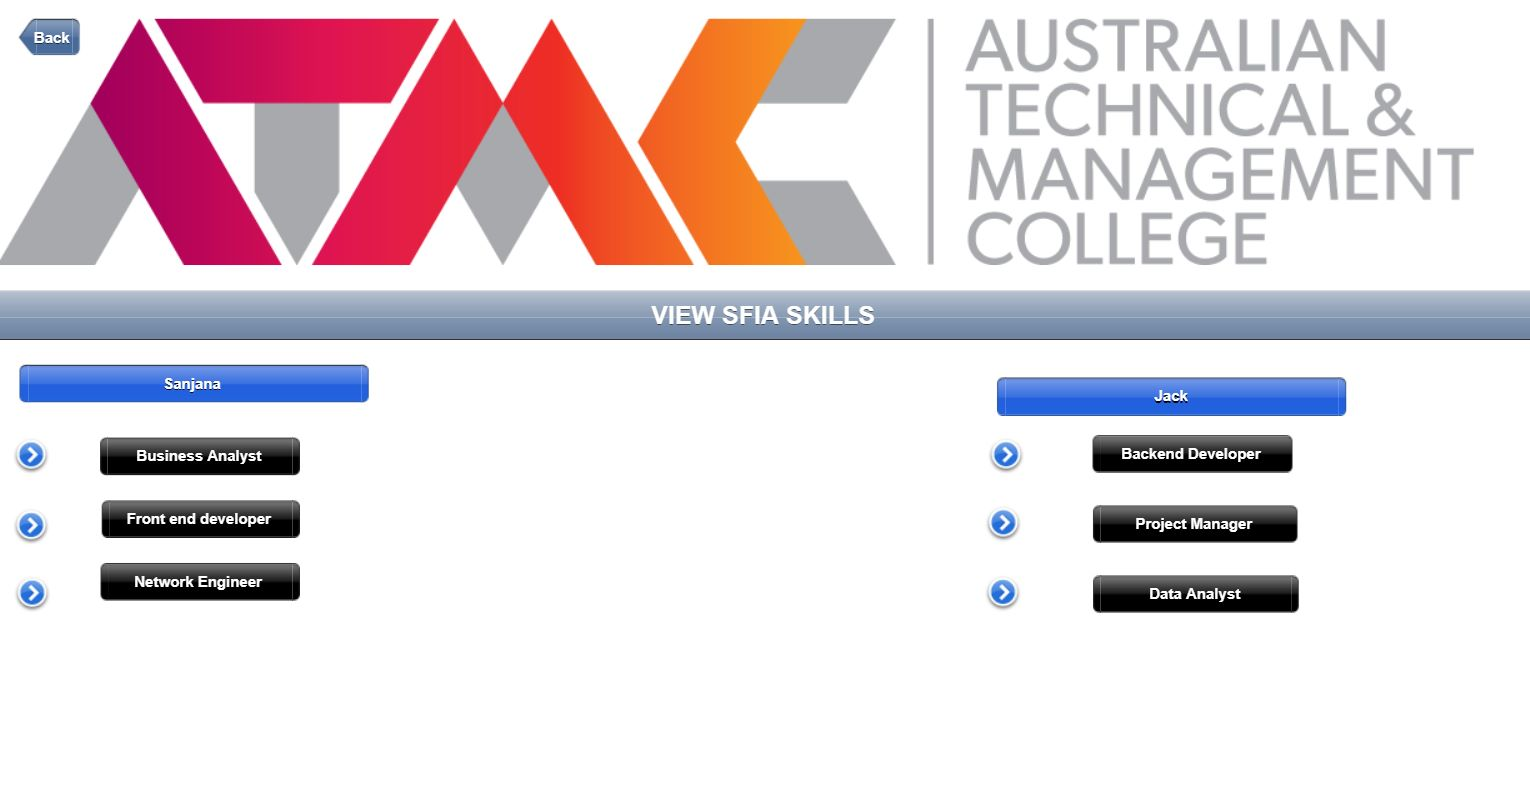 Back
ATMC
AUSTRALIAN
TECHNICAL &
MANAGEMENT
COLLEGE
VIEW SFIA SKILLS
Sanjana
Business Analyst
Front end developer
Network Engineer
Jack
Backend Developer
Project Manager
Data Analyst